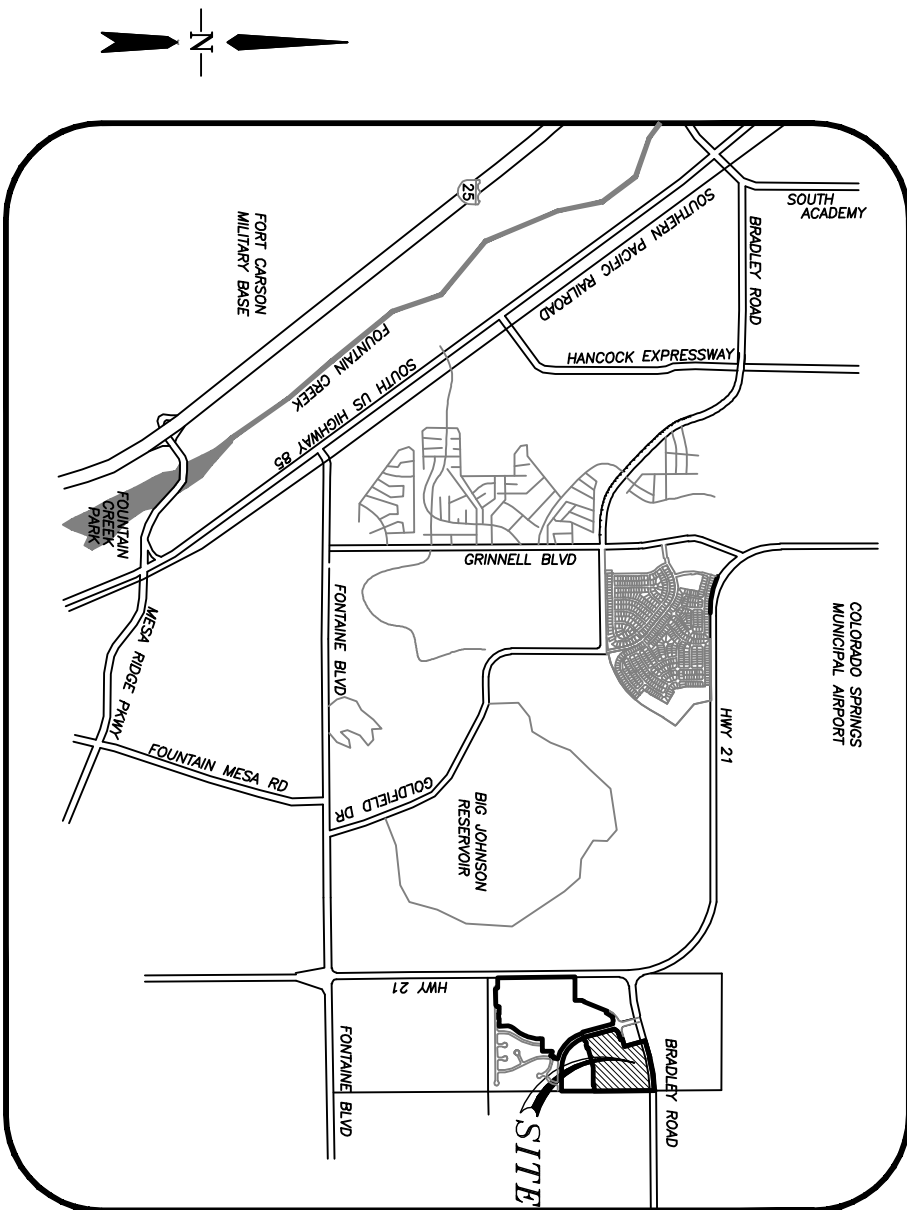 N
SOUTH
ACADEMY
BRADLEY ROAD
SOUTHERN PACIFIC RAILROAD
25
FORT CARSON
MILITARY BASE
HANCOCK EXPRESSWAY
FOUNTAIN CREEK
SOUTH US HIGHWAY 85
FOUNTAIN
CREEK
PARK
GRINNELL BLVD
COLORADO SPRINGS
MUNICIPAL AIRPORT
FONTAINE BLVD
MESA RIDGE PKWY
HWY 21
FOUNTAIN MESA RD
GOLDFIELD DR
BIG JOHNSON
RESERVOIR
HWY 21
FONTAINE BLVD
BRADLEY ROAD
SITE